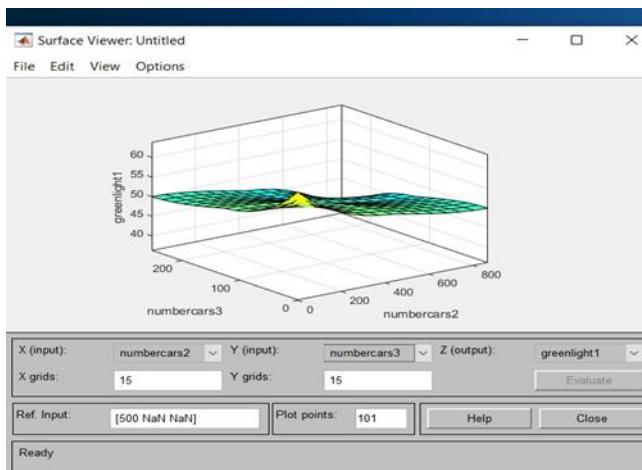 Surface Viewer: Untitled
File Edit View Options
60
55
50
45
40
greenlight1
200
100
0
numbercars3
0
200
400
600
800
numbercars2
X (input): numbercars2 Y (input): numbercars3 Z (output): greenlight1
X grids: 15 Y grids: 15 Evaluate
Ref. Input: [500 NaN NaN] Plot points: 101 Help Close
Ready